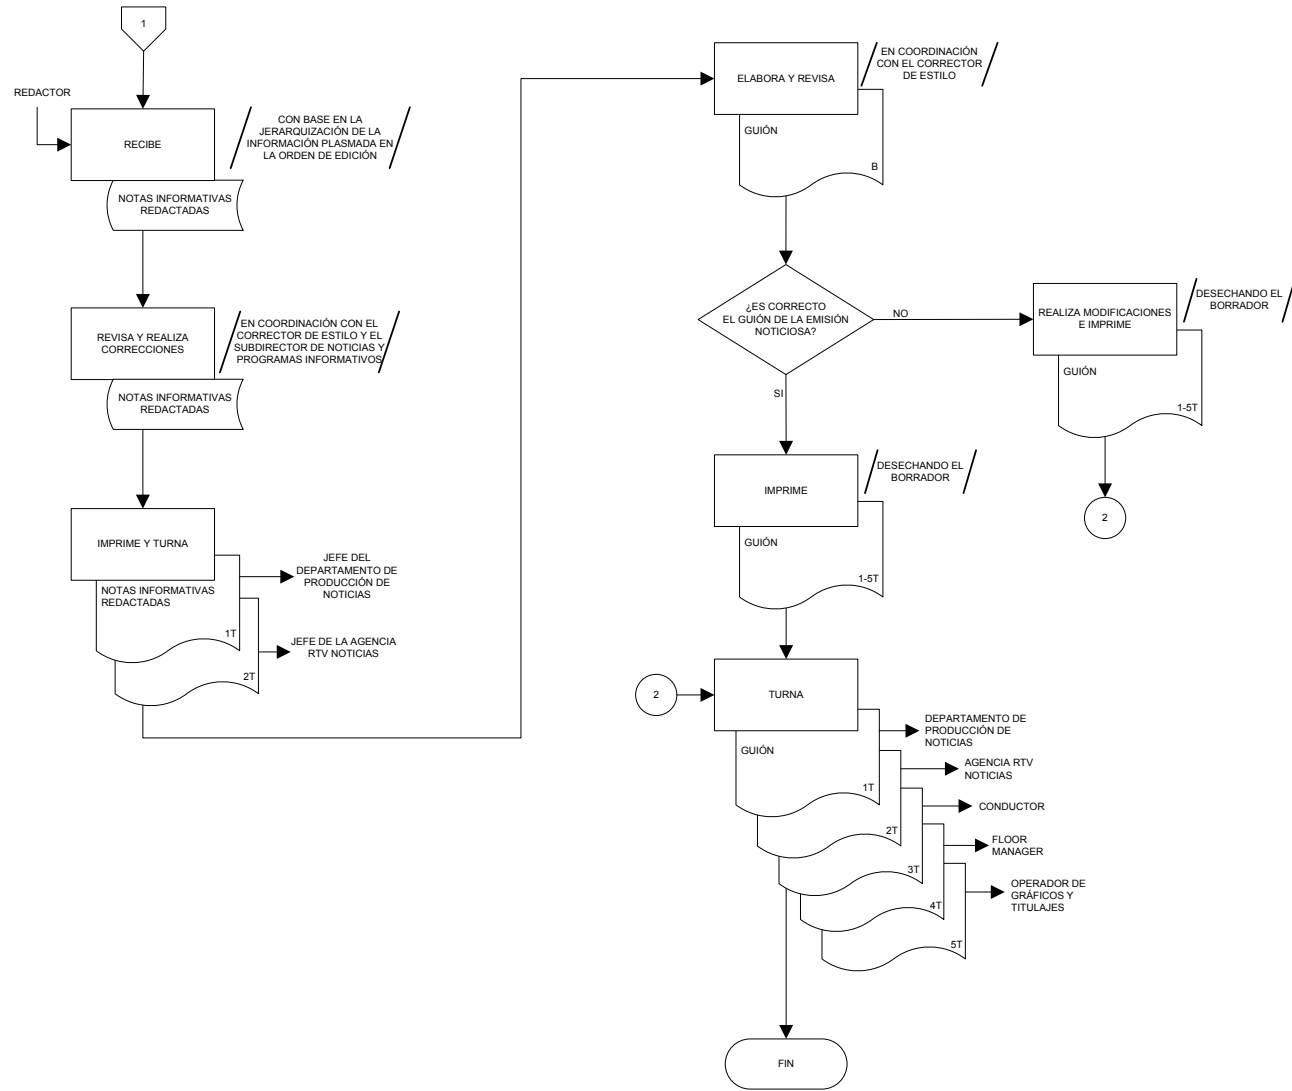 1
REDACTOR
RECIBE
CON BASE EN LA
JERARQUIZACIÓN DE LA
INFORMACIÓN PLASMADA EN
LA ORDEN DE EDICIÓN
NOTAS INFORMATIVAS
REDACTADAS
REVISA Y REALIZA
CORRECCIONES
EN COORDINACIÓN CON EL
CORRECTOR DE ESTILO Y EL
SUBDIRECTOR DE NOTICIAS Y
PROGRAMAS INFORMATIVOS
NOTAS INFORMATIVAS
REDACTADAS
IMPRIME Y TURNA
NOTAS INFORMATIVAS
REDACTADAS
1T
JEFE DEL
DEPARTAMENTO DE
PRODUCCIÓN DE
NOTICIAS
2T
JEFE DE LA AGENCIA
RTV NOTICIAS
ELABORA Y REVISA
EN COORDINACIÓN
CON EL CORRECTOR
DE ESTILO
GUIÓN
B
¿ES CORRECTO
EL GUIÓN DE LA EMISIÓN
NOTICIOSA?
NO
REALIZA MODIFICACIONES
E IMPRIME
DESECHANDO EL
BORRADOR
GUIÓN
1-5T
2
SI
IMPRIME
DESECHANDO EL
BORRADOR
GUIÓN
1-5T
2
TURNA
GUIÓN
1T
DEPARTAMENTO DE
PRODUCCIÓN DE
NOTICIAS
2T
AGENCIA RTV
NOTICIAS
3T
CONDUCTOR
4T
FLOOR
MANAGER
5T
OPERADOR DE
GRÁFICOS Y
TITULAJES
FIN